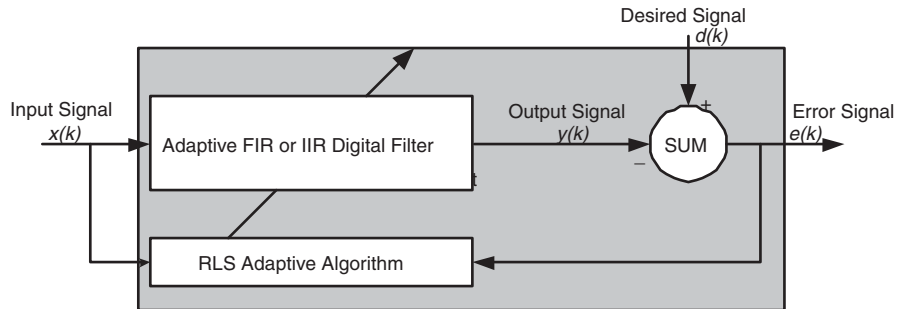 Desired Signal
d(k)
Input Signal
x(k)
Adaptive FIR or IIR Digital Filter
Output Signal
y(k)
+
SUM
–
Error Signal
e(k)
t
RLS Adaptive Algorithm